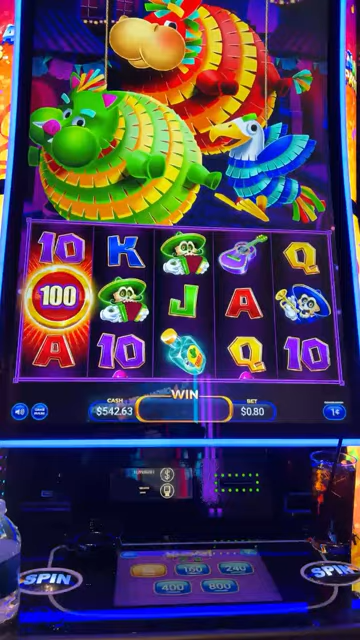 10 K Q
100 J A
A 10 Q 10
WIN
CASH BET
$542.63 $0.80
1¢
SPIN SPIN
160 240
400 800